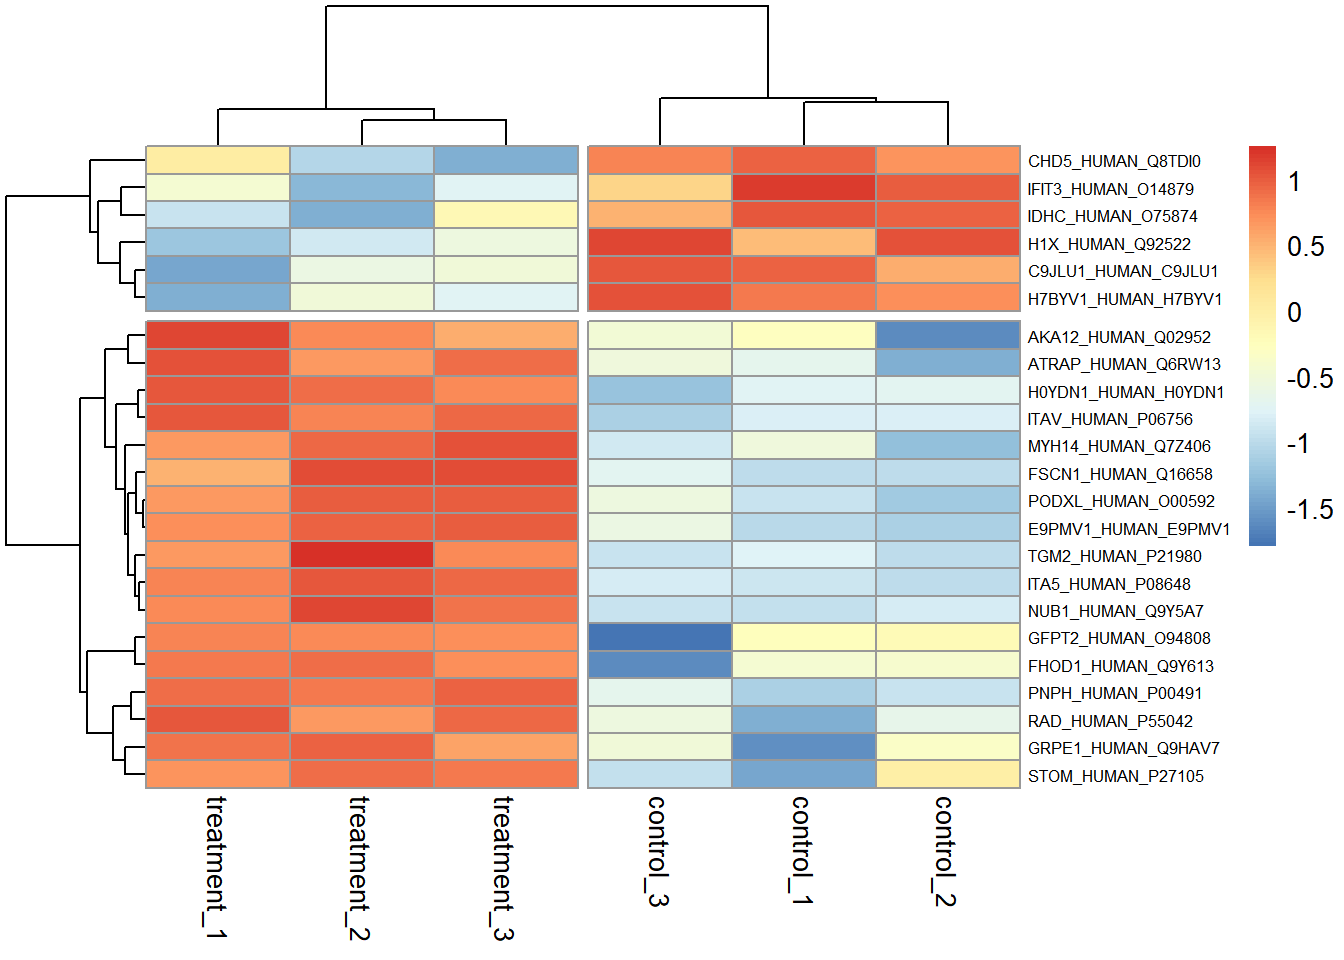 CHD5_HUMAN_Q8TDI0
IFIT3_HUMAN_O14879
IDHC_HUMAN_O75874
H1X_HUMAN_Q92522
C9JLU1_HUMAN_C9JLU1
H7BYV1_HUMAN_H7BYV1
AKA12_HUMAN_Q02952
ATRAP_HUMAN_Q6RW13
H0YDN1_HUMAN_H0YDN1
ITAV_HUMAN_P06756
MYH14_HUMAN_Q7Z406
FSCN1_HUMAN_Q16658
PODXL_HUMAN_O00592
E9PMV1_HUMAN_E9PMV1
TGM2_HUMAN_P21980
ITA5_HUMAN_P08648
NUB1_HUMAN_Q9Y5A7
GFPT2_HUMAN_O94808
FHOD1_HUMAN_Q9Y613
PNPH_HUMAN_P00491
RAD_HUMAN_P55042
GRPE1_HUMAN_Q9HAV7
STOM_HUMAN_P27105
1
0.5
0
-0.5
-1
-1.5
treatment_1
treatment_2
treatment_3
control_3
control_1
control_2